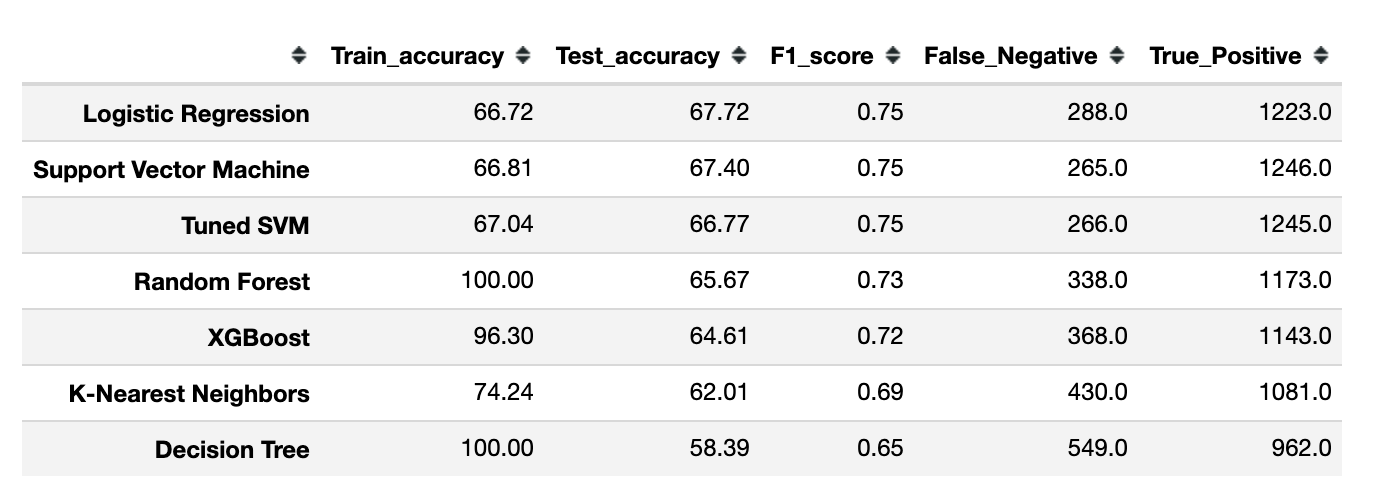 Train_accuracy Test_accuracy F1_score False_Negative True_Positive
Logistic Regression 66.72 67.72 0.75 288.0 1223.0
Support Vector Machine 66.81 67.40 0.75 265.0 1246.0
Tuned SVM 67.04 66.77 0.75 266.0 1245.0
Random Forest 100.00 65.67 0.73 338.0 1173.0
XGBoost 96.30 64.61 0.72 368.0 1143.0
K-Nearest Neighbors 74.24 62.01 0.69 430.0 1081.0
Decision Tree 100.00 58.39 0.65 549.0 962.0